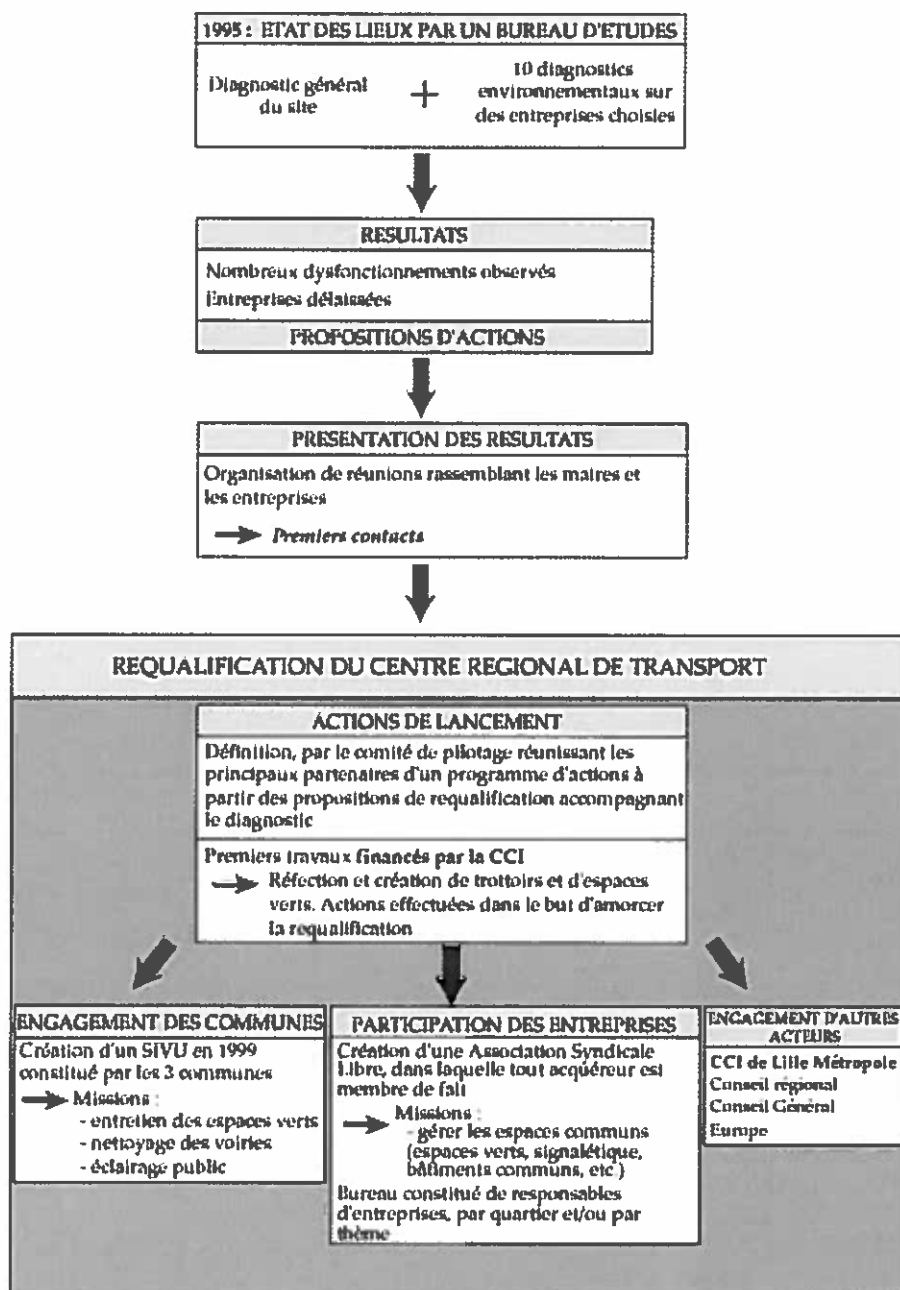 1995 : ETAT DES LIEUX PAR UN BUREAU D'ETUDES
Diagnostic général
du site
+
10 diagnostics
environnementaux sur
des entreprises choisies
RESULTATS
Nombreux dysfonctionnements observés
Entreprises délaissées
PROPOSITIONS D'ACTIONS
PRESENTATION DES RESULTATS
Organisation de réunions rassemblant les maires et
les entreprises
Premiers contacts
REQUALIFICATION DU CENTRE REGIONAL DE TRANSPORT
ACTIONS DE LANCEMENT
Définition, par le comité de pilotage réunissant les
principaux partenaires d'un programme d'actions à
partir des propositions de requalification accompagnant
le diagnostic
Premiers travaux financés par la CCI
Réfection et création de trottoirs et d'espaces
verts. Actions effectuées dans le but d'amorcer
la requalification
ENGAGEMENT DES COMMUNES
Création d'un SIVU en 1999
constitué par les 3 communes
Missions :
- entretien des espaces verts
- nettoyage des voiries
- éclairage public
PARTICIPATION DES ENTREPRISES
Création d'une Association Syndicale
Libre, dans laquelle tout acquéreur est
membre de fait
Missions :
- gérer les espaces communs
(espaces verts, signalétique,
bâtiments communs, etc.)
Bureau constitué de responsables
d'entreprises, par quartier et/ou par
thème
ENGAGEMENT D'AUTRES
ACTEURS
CCI de Lille Métropole
Conseil régional
Conseil Général
Europe